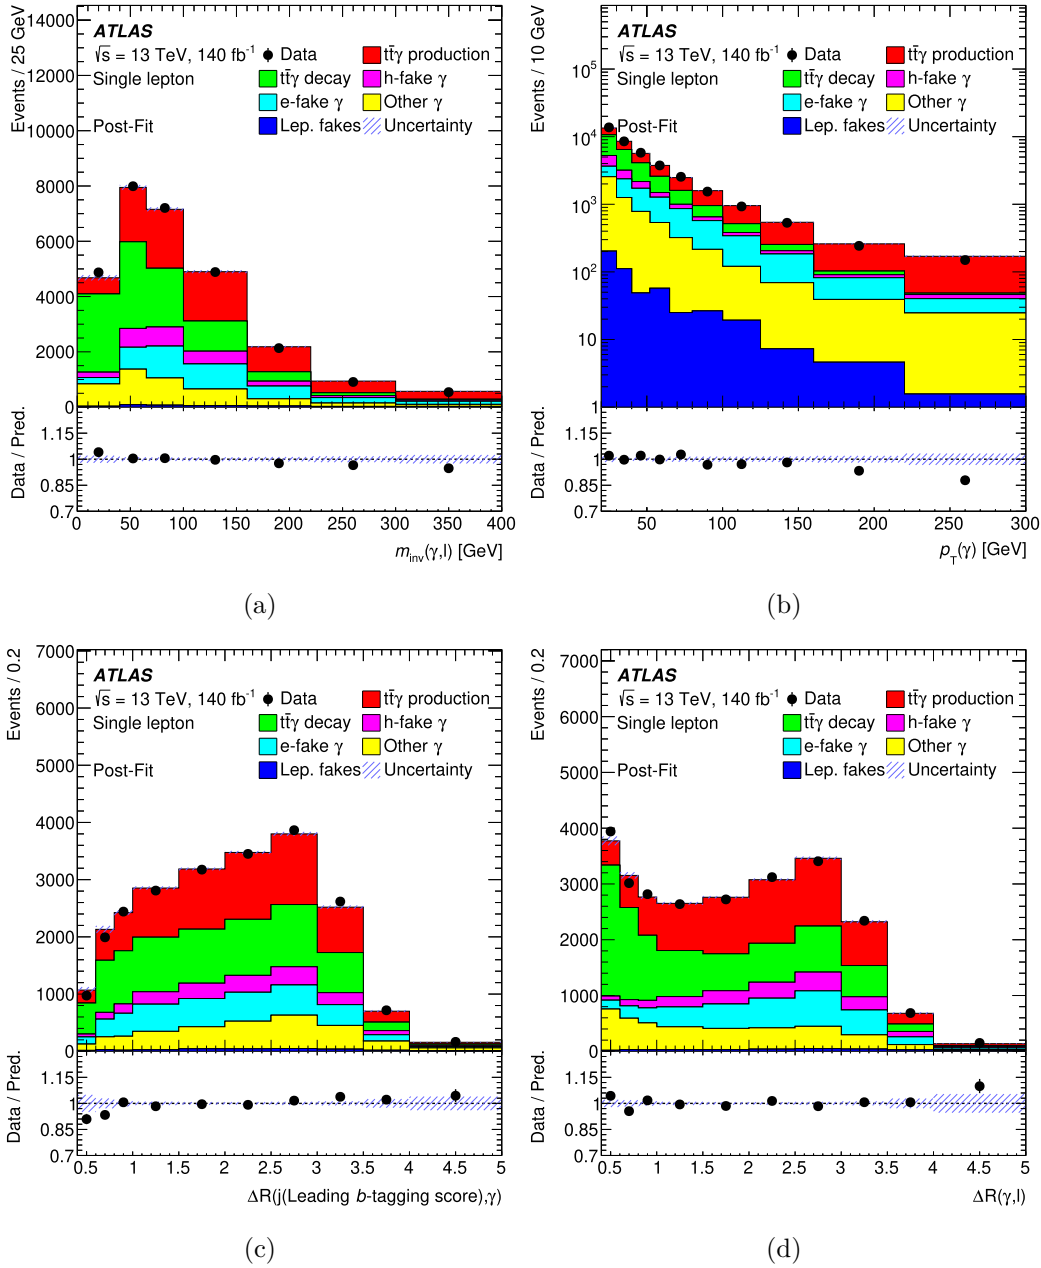 Events / 25 GeV
14000
12000
10000
8000
6000
4000
2000
0
ATLAS
√s = 13 TeV, 140 fb⁻¹
Single lepton
Post-Fit
Data
tt̄γ production
tt̄γ decay
h-fake γ
e-fake γ
Other γ
Lep. fakes
Uncertainty
Data / Pred.
1.15
1
0.85
0.7
0 50 100 150 200 250 300 350 400
m_inv(γ,l) [GeV]
(a)
Events / 10 GeV
10⁵
10⁴
10³
10²
10
1
ATLAS
√s = 13 TeV, 140 fb⁻¹
Single lepton
Post-Fit
Data
tt̄γ production
tt̄γ decay
h-fake γ
e-fake γ
Other γ
Lep. fakes
Uncertainty
Data / Pred.
1.15
1
0.85
0.7
50 100 150 200 250 300
p_T(γ) [GeV]
(b)
Events / 0.2
7000
6000
5000
4000
3000
2000
1000
0
ATLAS
√s = 13 TeV, 140 fb⁻¹
Single lepton
Post-Fit
Data
tt̄γ production
tt̄γ decay
h-fake γ
e-fake γ
Other γ
Lep. fakes
Uncertainty
Data / Pred.
1.15
1
0.85
0.7
0.5 1 1.5 2 2.5 3 3.5 4 4.5 5
ΔR(j(Leading b-tagging score),γ)
(c)
Events / 0.2
7000
6000
5000
4000
3000
2000
1000
0
ATLAS
√s = 13 TeV, 140 fb⁻¹
Single lepton
Post-Fit
Data
tt̄γ production
tt̄γ decay
h-fake γ
e-fake γ
Other γ
Lep. fakes
Uncertainty
Data / Pred.
1.15
1
0.85
0.7
0.5 1 1.5 2 2.5 3 3.5 4 4.5 5
ΔR(γ,l)
(d)